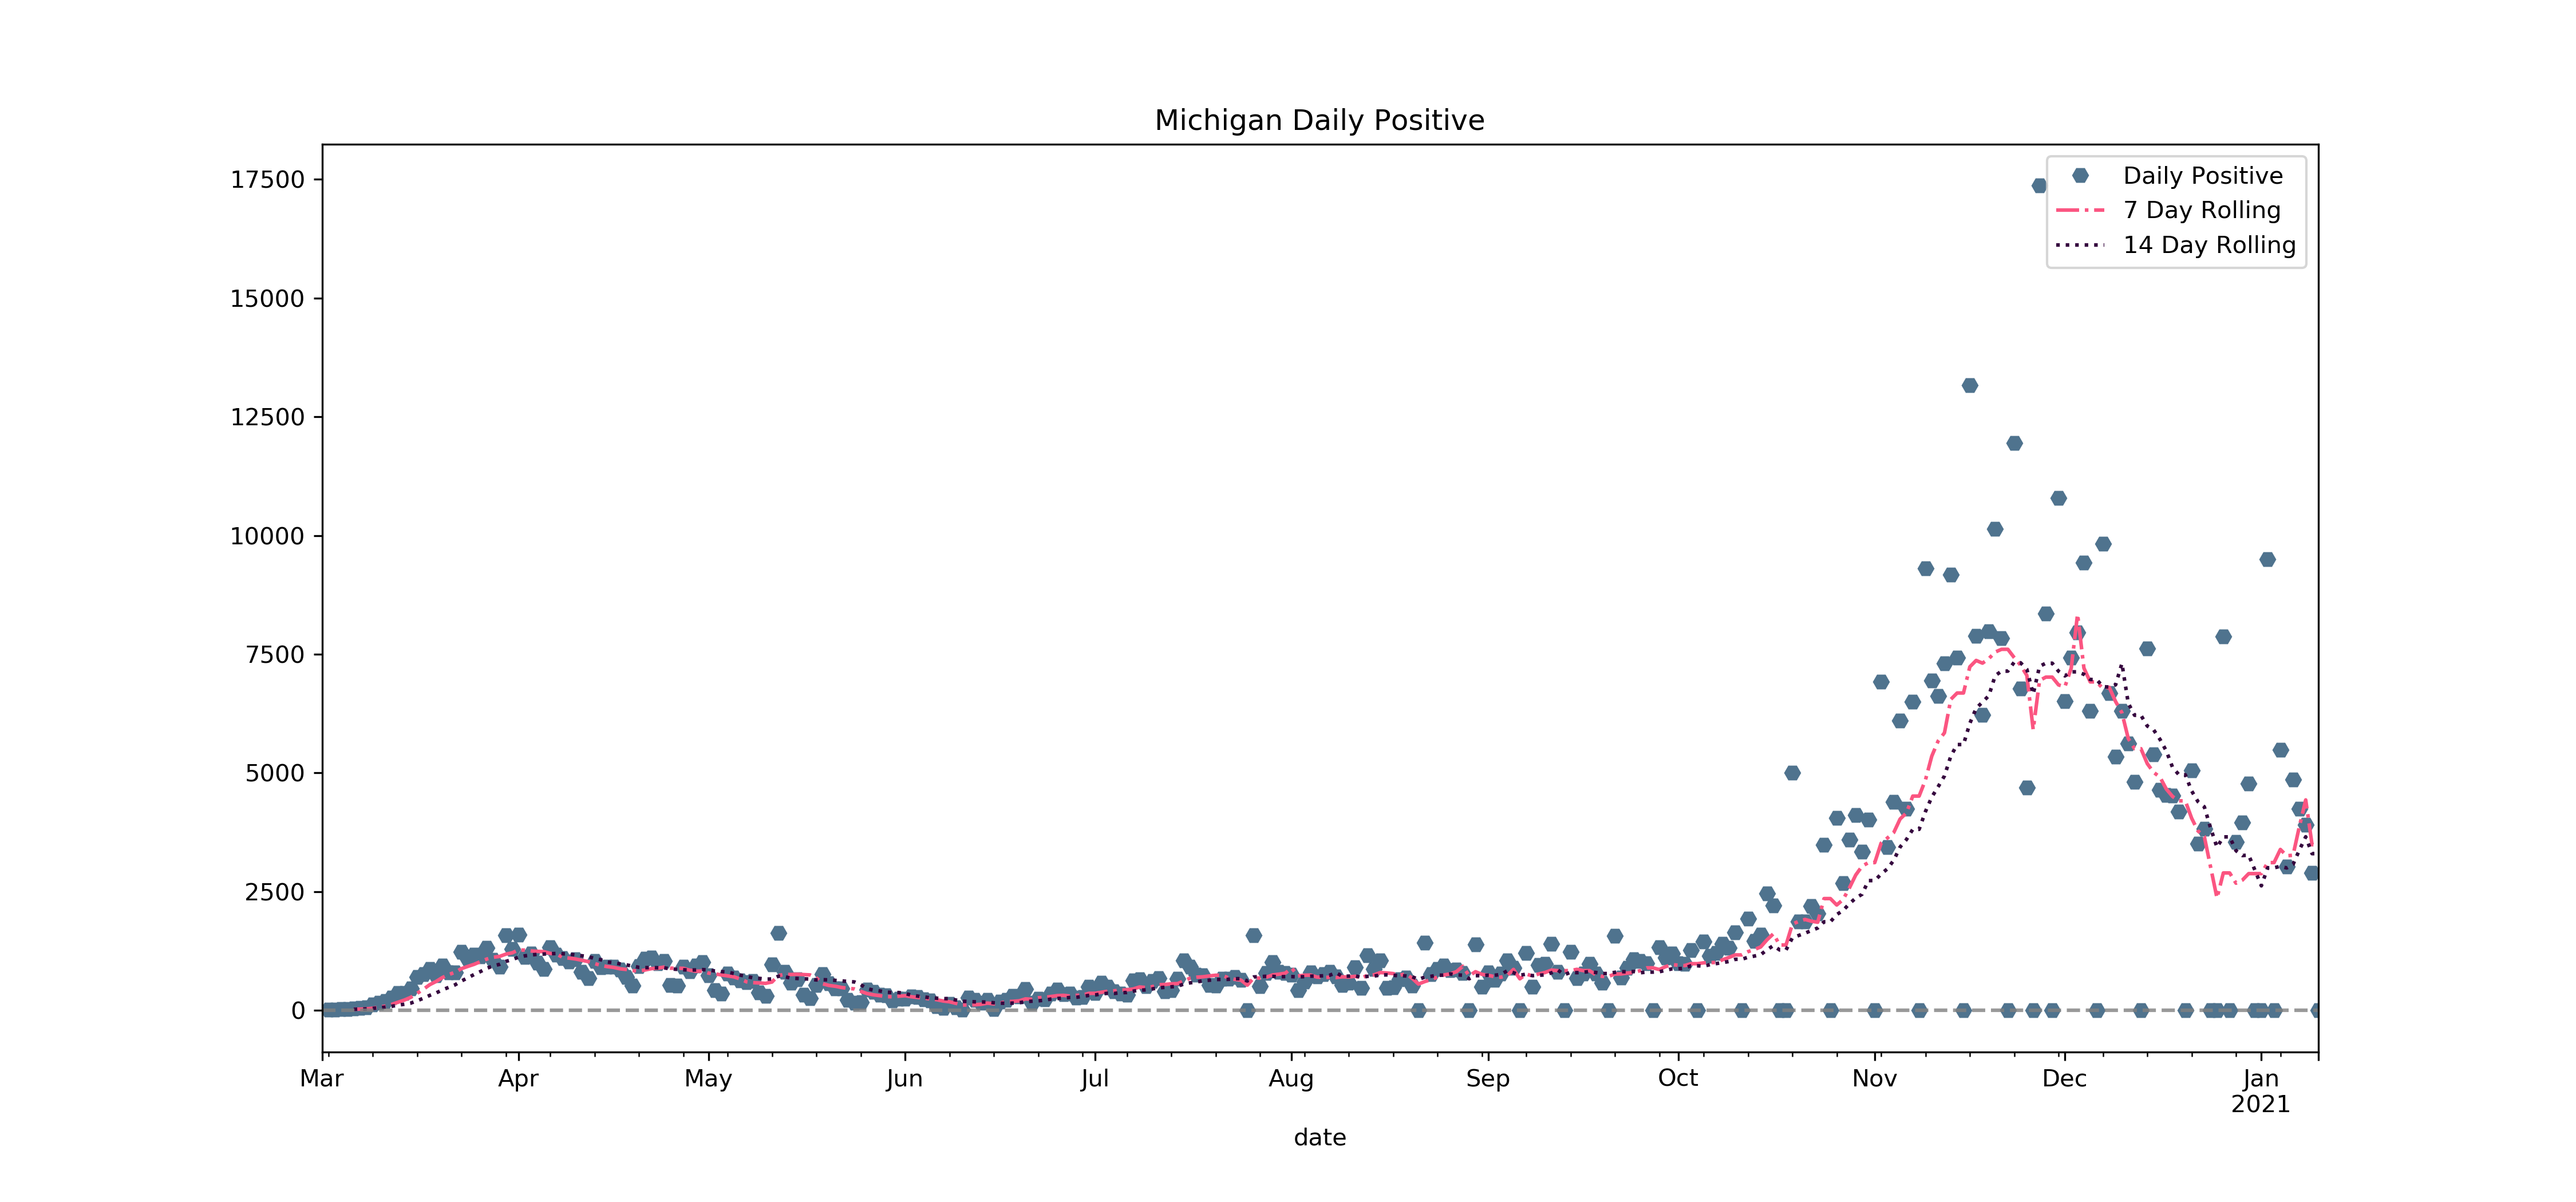 Michigan Daily Positive
17500
15000
12500
10000
7500
5000
2500
0
Daily Positive
7 Day Rolling
14 Day Rolling
Mar Apr May Jun Jul Aug Sep Oct Nov Dec Jan
2021
date